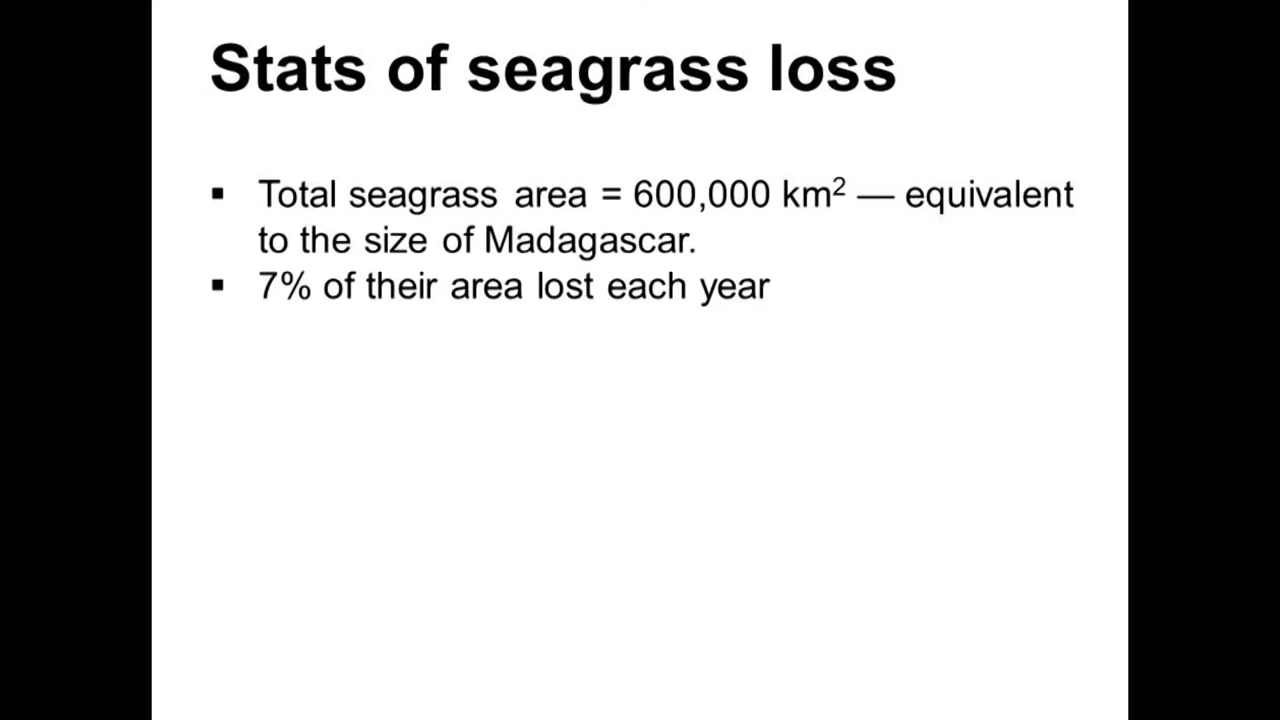 Stats of seagrass loss
▪ Total seagrass area = 600,000 km² — equivalent
to the size of Madagascar.
▪ 7% of their area lost each year